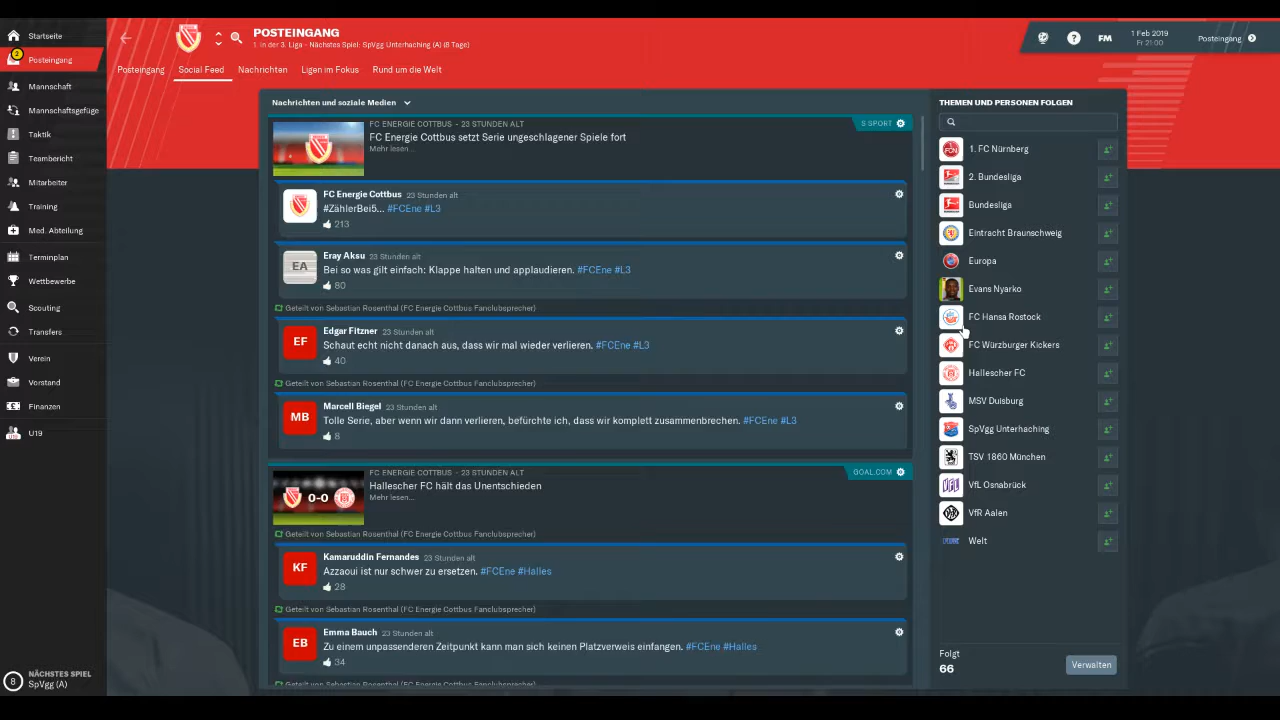 Startseite
2
Posteingang
Mannschaft
Mannschaftsgefüge
Taktik
Teambericht
Mitarbeiter
Training
Med. Abteilung
Terminplan
Wettbewerbe
Scouting
Transfers
Verein
Vorstand
Finanzen
U19
8
NÄCHSTES SPIEL
SpVgg (A)
POSTEINGANG
1. in der 3. Liga - Nächstes Spiel: SpVgg Unterhaching (A) (8 Tage)
? FM
1 Feb 2019
Fr 21:00
Posteingang
Posteingang Social Feed Nachrichten Ligen im Fokus Rund um die Welt
Nachrichten und soziale Medien
FC ENERGIE COTTBUS - 23 STUNDEN ALT
S SPORT
FC Energie Cottbus setzt Serie ungeschlagener Spiele fort
Mehr lesen...
FC Energie Cottbus 23 Stunden alt
#ZählerBei5... #FCEne #L3
213
EA
Eray Aksu 23 Stunden alt
Bei so was gilt einfach: Klappe halten und applaudieren. #FCEne #L3
80
Geteilt von Sebastian Rosenthal (FC Energie Cottbus Fanclubsprecher)
EF
Edgar Fitzner 23 Stunden alt
Schaut echt nicht danach aus, dass wir mal wieder verlieren. #FCEne #L3
40
Geteilt von Sebastian Rosenthal (FC Energie Cottbus Fanclubsprecher)
MB
Marcell Biegel 23 Stunden alt
Tolle Serie, aber wenn wir dann verlieren, befürchte ich, dass wir komplett zusammenbrechen. #FCEne #L3
8
FC ENERGIE COTTBUS - 23 STUNDEN ALT
GOAL.COM
0-0
Hallescher FC hält das Unentschieden
Mehr lesen...
Geteilt von Sebastian Rosenthal (FC Energie Cottbus Fanclubsprecher)
KF
Kamaruddin Fernandes 23 Stunden alt
Azzaoui ist nur schwer zu ersetzen. #FCEne #Halles
28
Geteilt von Sebastian Rosenthal (FC Energie Cottbus Fanclubsprecher)
EB
Emma Bauch 23 Stunden alt
Zu einem unpassenderen Zeitpunkt kann man sich keinen Platzverweis einfangen. #FCEne #Halles
34
Geteilt von Sebastian Rosenthal (FC Energie Cottbus Fanclubsprecher)
THEMEN UND PERSONEN FOLGEN
1. FC Nürnberg
2. Bundesliga
Bundesliga
Eintracht Braunschweig
Europa
Evans Nyarko
FC Hansa Rostock
FC Würzburger Kickers
Hallescher FC
MSV Duisburg
SpVgg Unterhaching
TSV 1860 München
VfL Osnabrück
VfR Aalen
Welt
Folgt
66
Verwalten